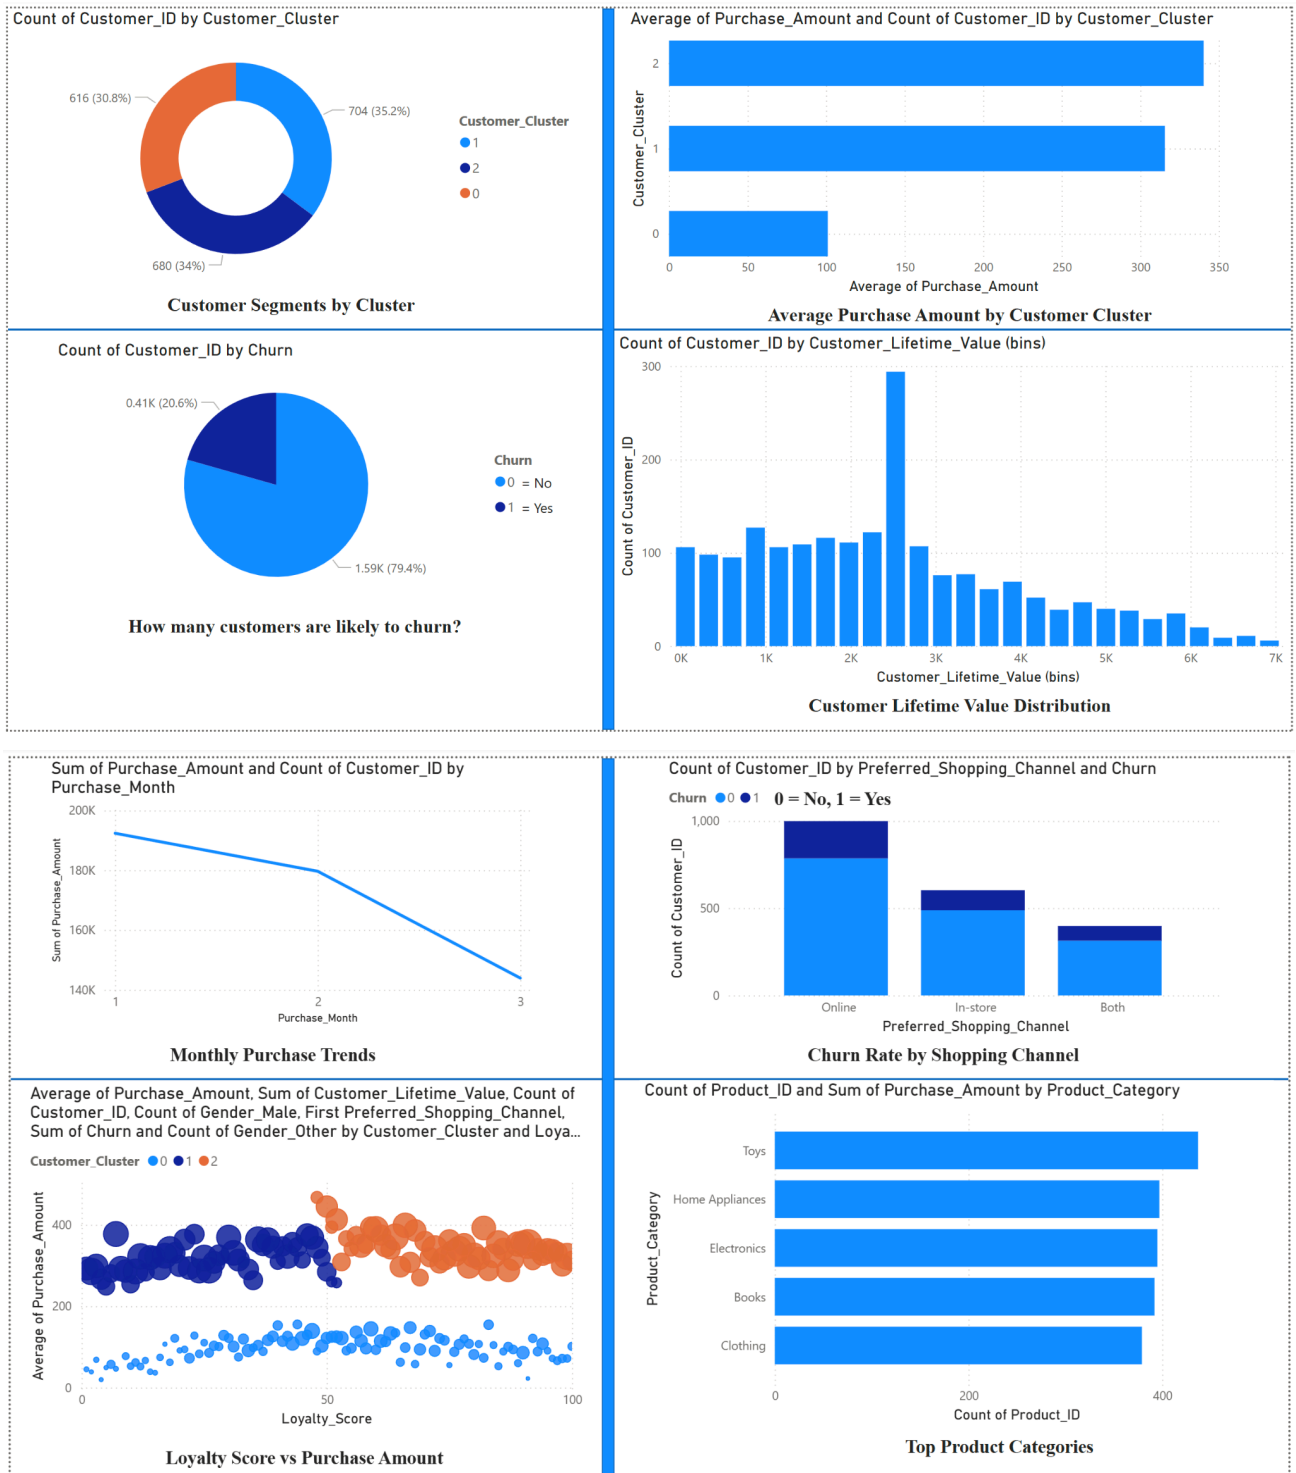 Count of Customer_ID by Customer_Cluster
616 (30.8%)
704 (35.2%)
680 (34%)
Customer_Cluster
1
2
0
Customer Segments by Cluster
Average of Purchase_Amount and Count of Customer_ID by Customer_Cluster
Customer_Cluster
2
1
0
0 50 100 150 200 250 300 350
Average of Purchase_Amount
Average Purchase Amount by Customer Cluster
Count of Customer_ID by Churn
0.41K (20.6%)
1.59K (79.4%)
Churn
0 = No
1 = Yes
How many customers are likely to churn?
Count of Customer_ID by Customer_Lifetime_Value (bins)
Count of Customer_ID
300
200
100
0
0K 1K 2K 3K 4K 5K 6K 7K
Customer_Lifetime_Value (bins)
Customer Lifetime Value Distribution
Sum of Purchase_Amount and Count of Customer_ID by
Purchase_Month
Sum of Purchase_Amount
200K
180K
160K
140K
1 2 3
Purchase_Month
Monthly Purchase Trends
Count of Customer_ID by Preferred_Shopping_Channel and Churn
Churn 0 1 0 = No, 1 = Yes
Count of Customer_ID
1,000
500
0
Online In-store Both
Preferred_Shopping_Channel
Churn Rate by Shopping Channel
Average of Purchase_Amount, Sum of Customer_Lifetime_Value, Count of
Customer_ID, Count of Gender_Male, First Preferred_Shopping_Channel,
Sum of Churn and Count of Gender_Other by Customer_Cluster and Loya...
Customer_Cluster 0 1 2
Average of Purchase_Amount
400
200
0
0 50 100
Loyalty_Score
Loyalty Score vs Purchase Amount
Count of Product_ID and Sum of Purchase_Amount by Product_Category
Product_Category
Toys
Home Appliances
Electronics
Books
Clothing
0 200 400
Count of Product_ID
Top Product Categories